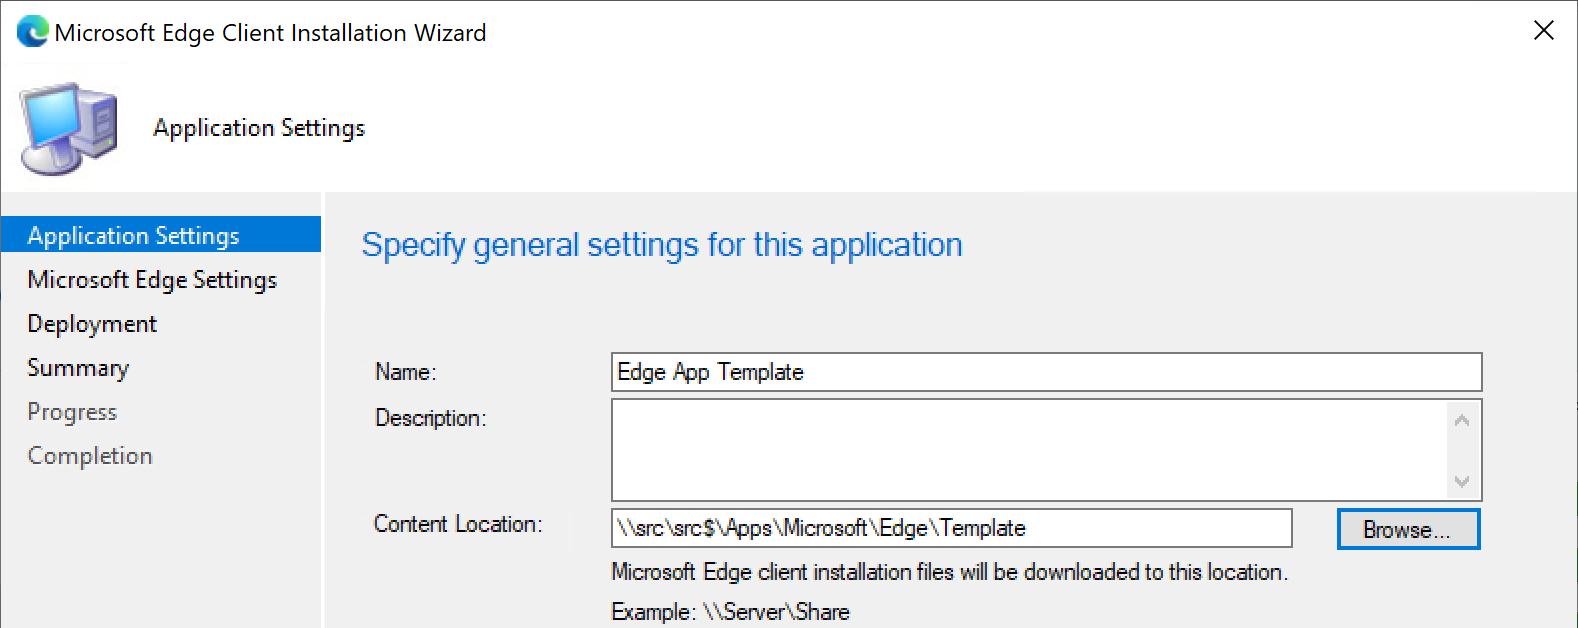 Microsoft Edge Client Installation Wizard
Application Settings
Application Settings
Microsoft Edge Settings
Deployment
Summary
Progress
Completion
Specify general settings for this application
Name:
Edge App Template
Description:
Content Location:
\\src\src$\Apps\Microsoft\Edge\Template
Browse...
Microsoft Edge client installation files will be downloaded to this location.
Example: \\Server\Share